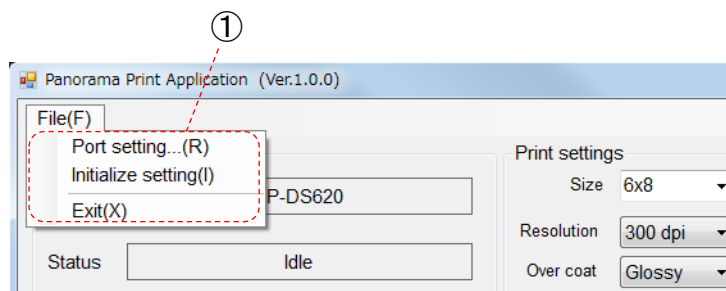 ①
Panorama Print Application (Ver.1.0.0)
File(F)
Port setting...(R)
Initialize setting(I)
Exit(X)
P-DS620
Status Idle
Print settings
Size 6x8
Resolution 300 dpi
Over coat Glossy